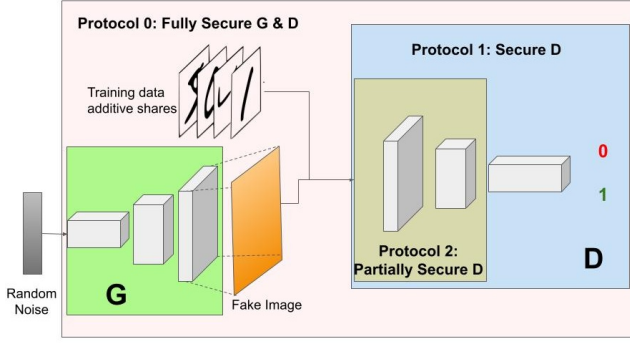 Protocol 0: Fully Secure G & D
Protocol 1: Secure D
Training data
additive shares
0
1
Protocol 2:
Partially Secure D
D
G
Random
Noise
Fake Image